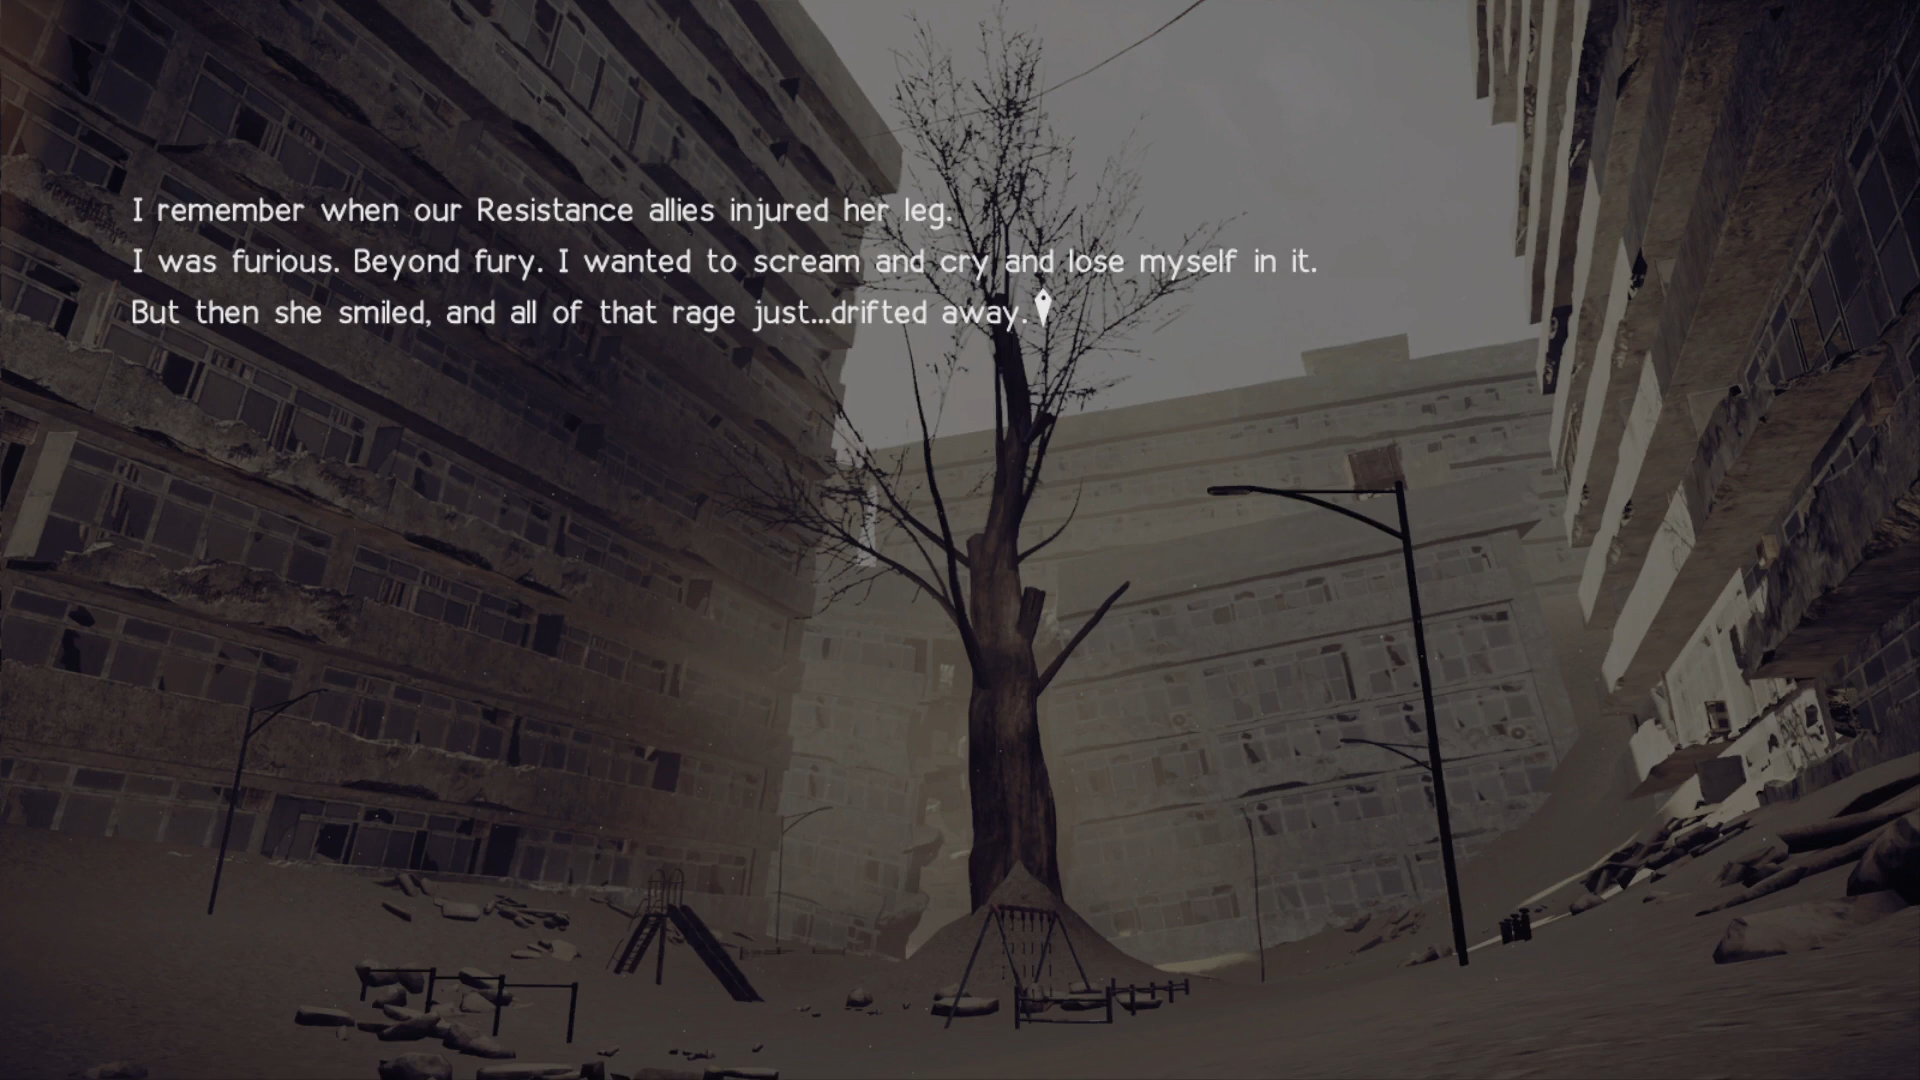 I remember when our Resistance allies injured her leg.
I was furious. Beyond fury. I wanted to scream and cry and lose myself in it.
But then she smiled, and all of that rage just...drifted away.